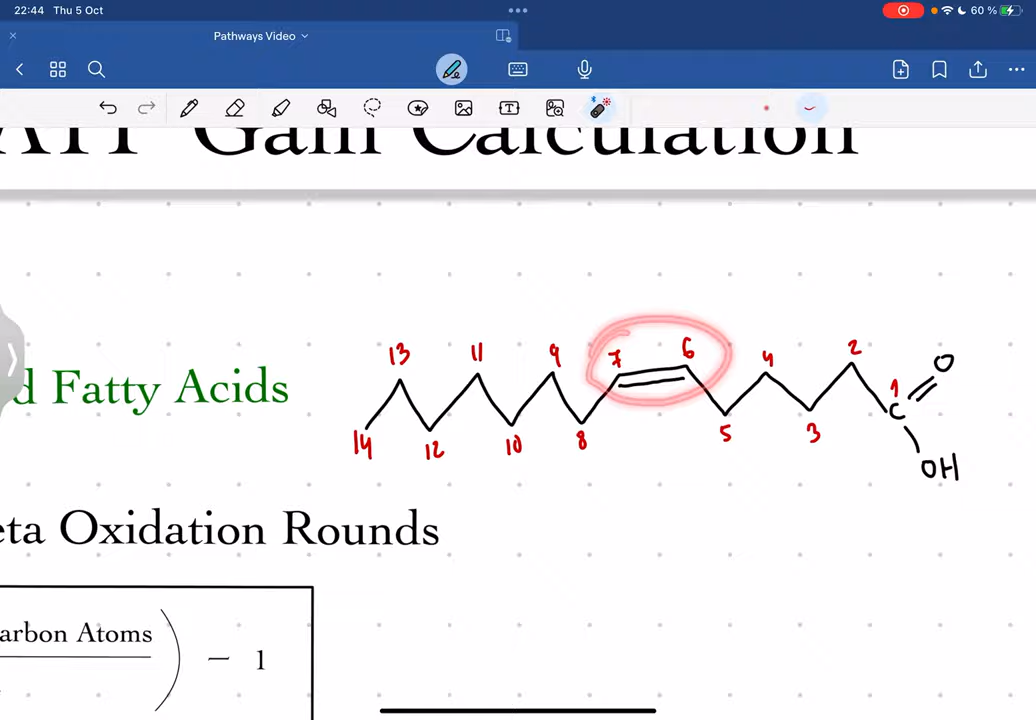 22:44 Thu 5 Oct
60 %
Pathways Video
ATP Gain Calculation
d Fatty Acids
13 11 9 7 6 4 2 O
1
C
14 12 10 8 5 3
OH
eta Oxidation Rounds
arbon Atoms
− 1